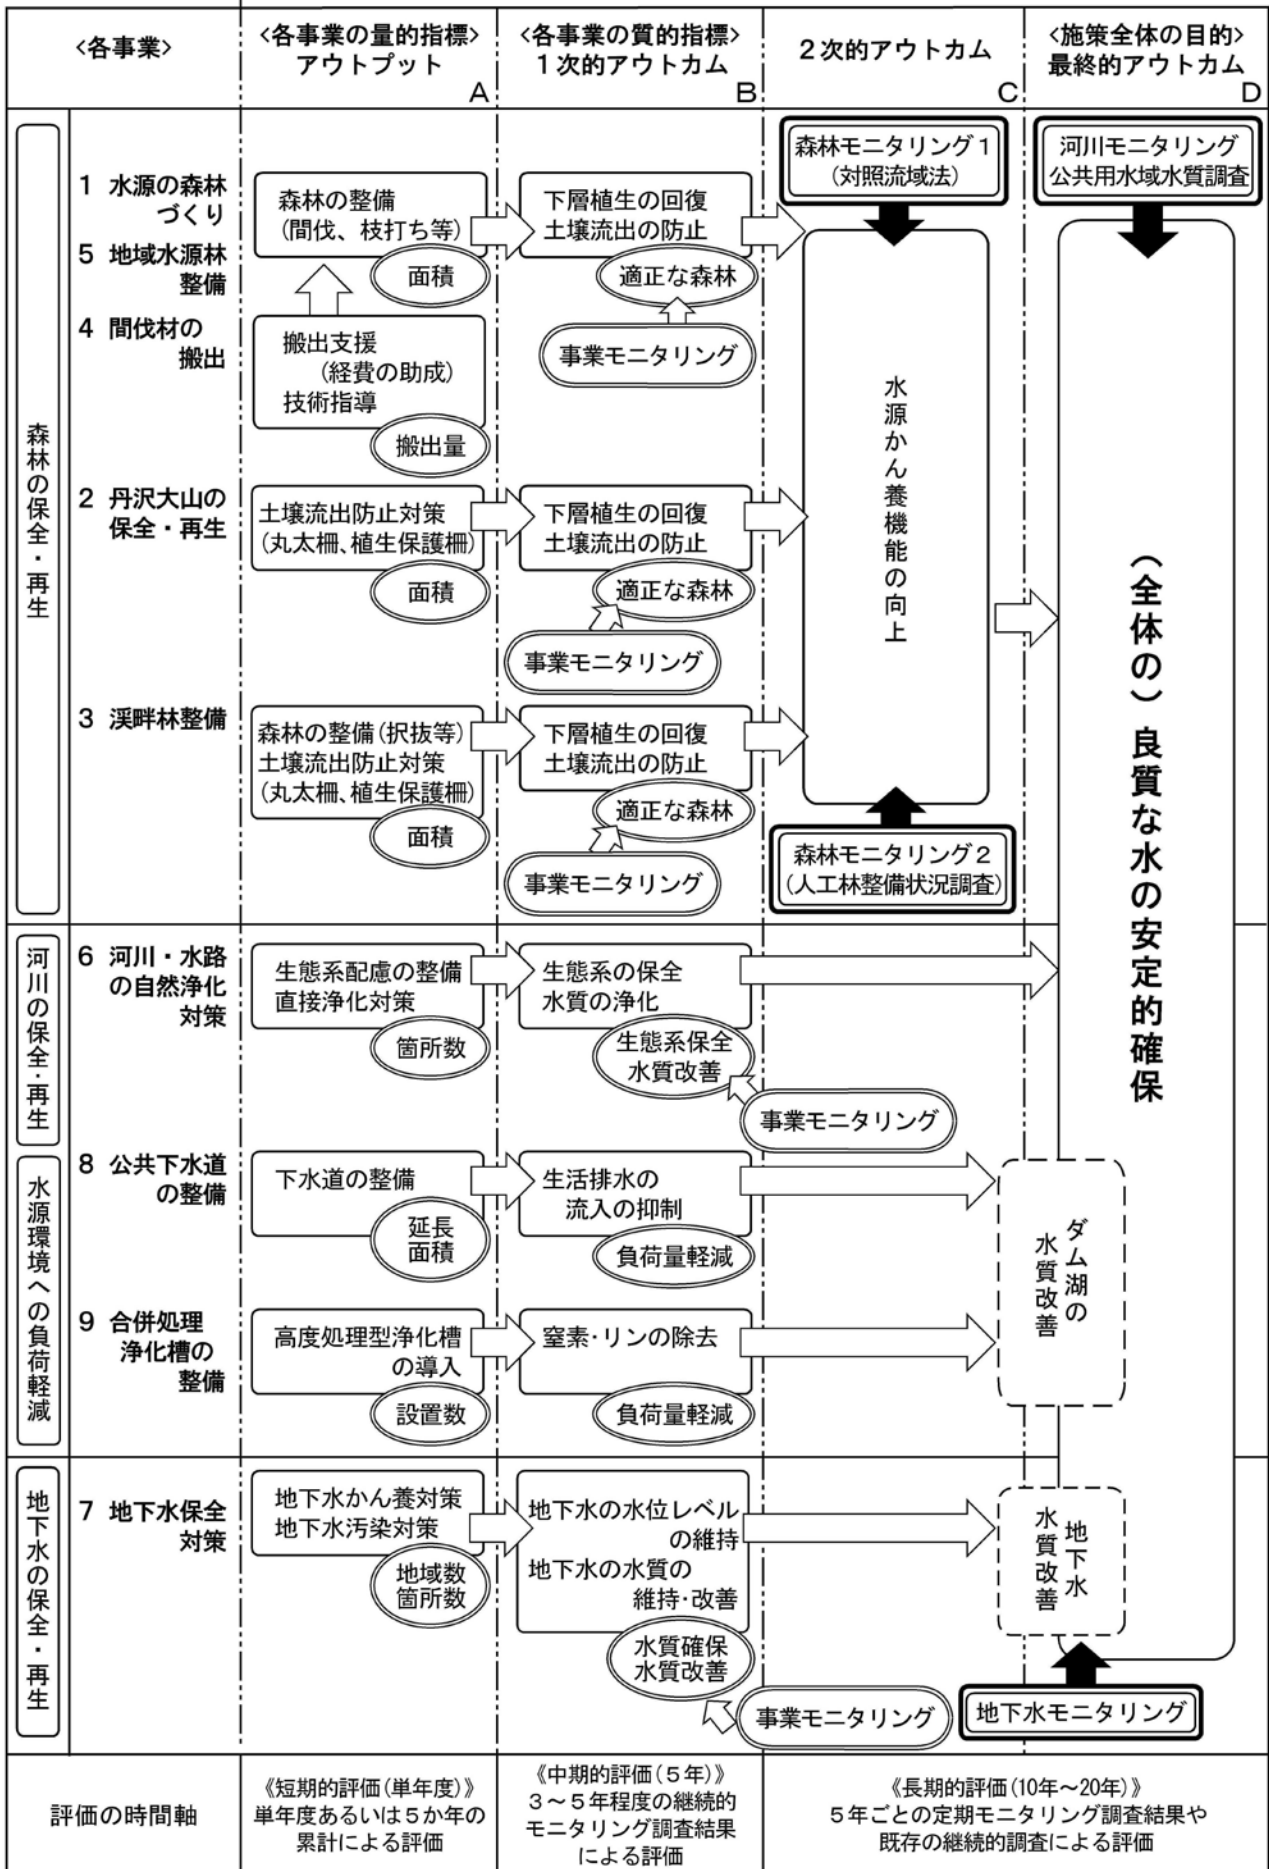 <各事業>
<各事業の量的指標>
アウトプット
A
<各事業の質的指標>
1次的アウトカム
B
2次的アウトカム
C
<施策全体の目的>
最終的アウトカム
D
森林の保全・再生
1 水源の森林
づくり
5 地域水源林
整備
4 間伐材の
搬出
2 丹沢大山の
保全・再生
3 渓畔林整備
森林の整備
(間伐、枝打ち等)
面積
搬出支援
(経費の助成)
技術指導
搬出量
土壌流出防止対策
(丸太柵、植生保護柵)
面積
森林の整備(択抜等)
土壌流出防止対策
(丸太柵、植生保護柵)
面積
下層植生の回復
土壌流出の防止
適正な森林
事業モニタリング
下層植生の回復
土壌流出の防止
適正な森林
事業モニタリング
下層植生の回復
土壌流出の防止
適正な森林
事業モニタリング
森林モニタリング1
(対照流域法)
水源かん養機能の向上
森林モニタリング2
(人工林整備状況調査)
河川モニタリング
公共用水域水質調査
(全体の)良質な水の安定的確保
河川の保全・再生
6 河川・水路
の自然浄化
対策
生態系配慮の整備
直接浄化対策
箇所数
生態系の保全
水質の浄化
生態系保全
水質改善
事業モニタリング
水源環境への負荷軽減
8 公共下水道
の整備
下水道の整備
延長
面積
生活排水の
流入の抑制
負荷量軽減
9 合併処理
浄化槽の
整備
高度処理型浄化槽
の導入
設置数
窒素・リンの除去
負荷量軽減
ダム湖の
水質改善
地下水の保全・再生
7 地下水保全
対策
地下水かん養対策
地下水汚染対策
地域数
箇所数
地下水の水位レベル
の維持
地下水の水質の
維持・改善
水質確保
水質改善
事業モニタリング
地下水
水質改善
地下水モニタリング
評価の時間軸
《短期的評価(単年度)》
単年度あるいは5か年の
累計による評価
《中期的評価(5年)》
3～5年程度の継続的
モニタリング調査結果
による評価
《長期的評価(10年～20年)》
5年ごとの定期モニタリング調査結果や
既存の継続的調査による評価